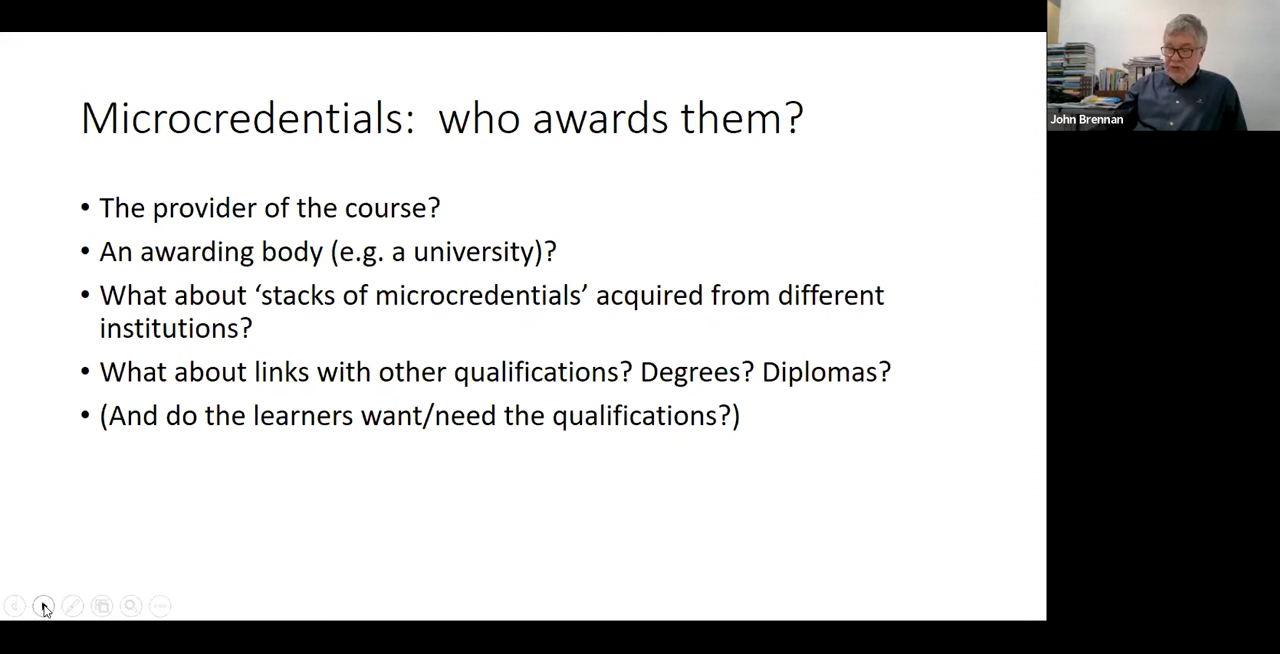 Microcredentials: who awards them?
• The provider of the course?
• An awarding body (e.g. a university)?
• What about ‘stacks of microcredentials’ acquired from different
institutions?
• What about links with other qualifications? Degrees? Diplomas?
• (And do the learners want/need the qualifications?)
John Brennan